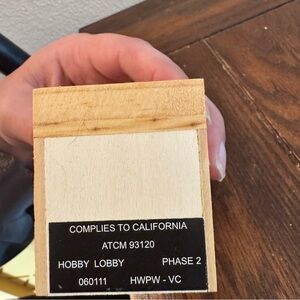 COMPLIES TO CALIFORNIA
ATCM 93120
HOBBY LOBBY PHASE 2
060111 HWPW - VC